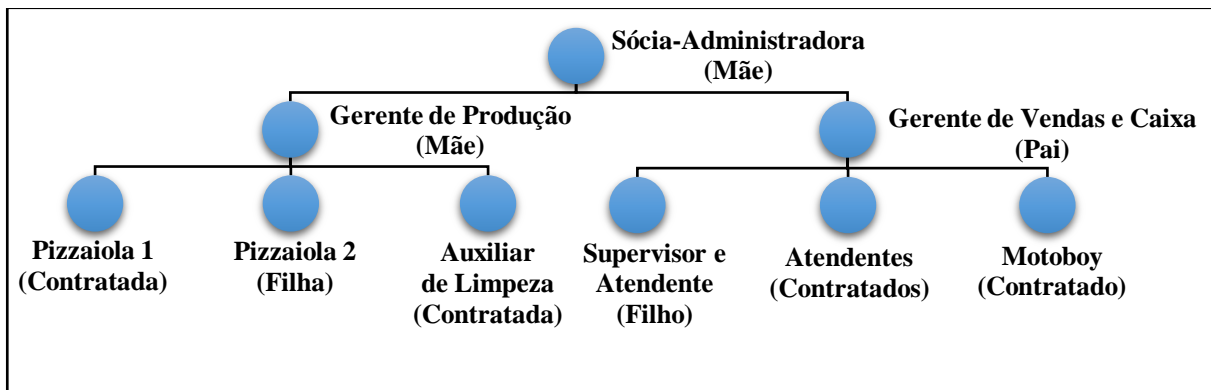 Sócia-Administradora
(Mãe)
Gerente de Produção
(Mãe)
Gerente de Vendas e Caixa
(Pai)
Pizzaiola 1
(Contratada)
Pizzaiola 2
(Filha)
Auxiliar
de Limpeza
(Contratada)
Supervisor e
Atendente
(Filho)
Atendentes
(Contratados)
Motoboy
(Contratado)